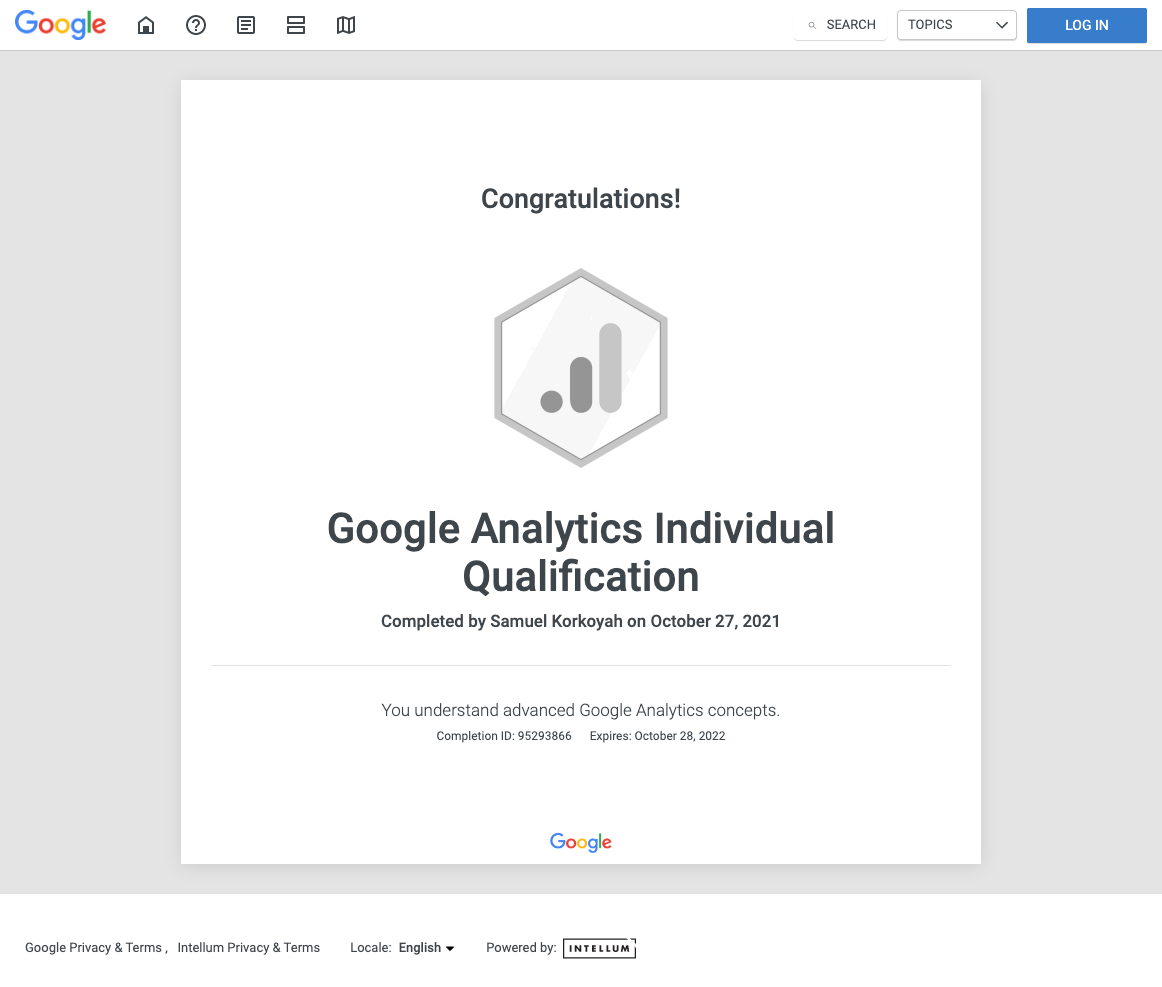 Google
SEARCH
TOPICS
LOG IN
Congratulations!
Google Analytics Individual
Qualification
Completed by Samuel Korkoyah on October 27, 2021
You understand advanced Google Analytics concepts.
Completion ID: 95293866 Expires: October 28, 2022
Google
Google Privacy & Terms , Intellum Privacy & Terms Locale: English Powered by: INTELLUM